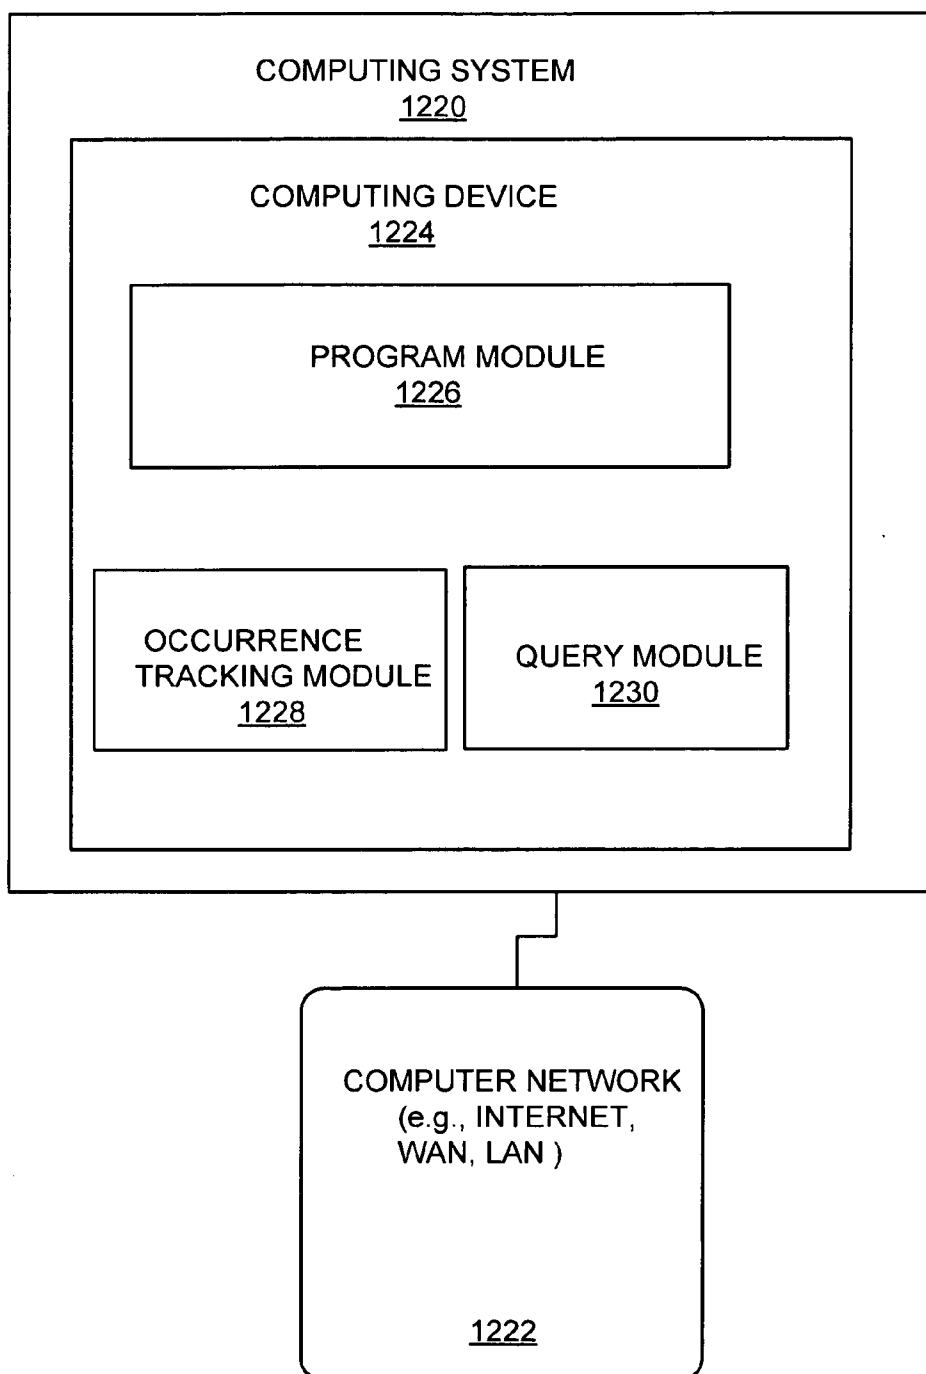 COMPUTING SYSTEM
1220
COMPUTING DEVICE
1224
PROGRAM MODULE
1226
OCCURRENCE
TRACKING MODULE
1228
QUERY MODULE
1230
COMPUTER NETWORK
(e.g., INTERNET,
WAN, LAN )
1222